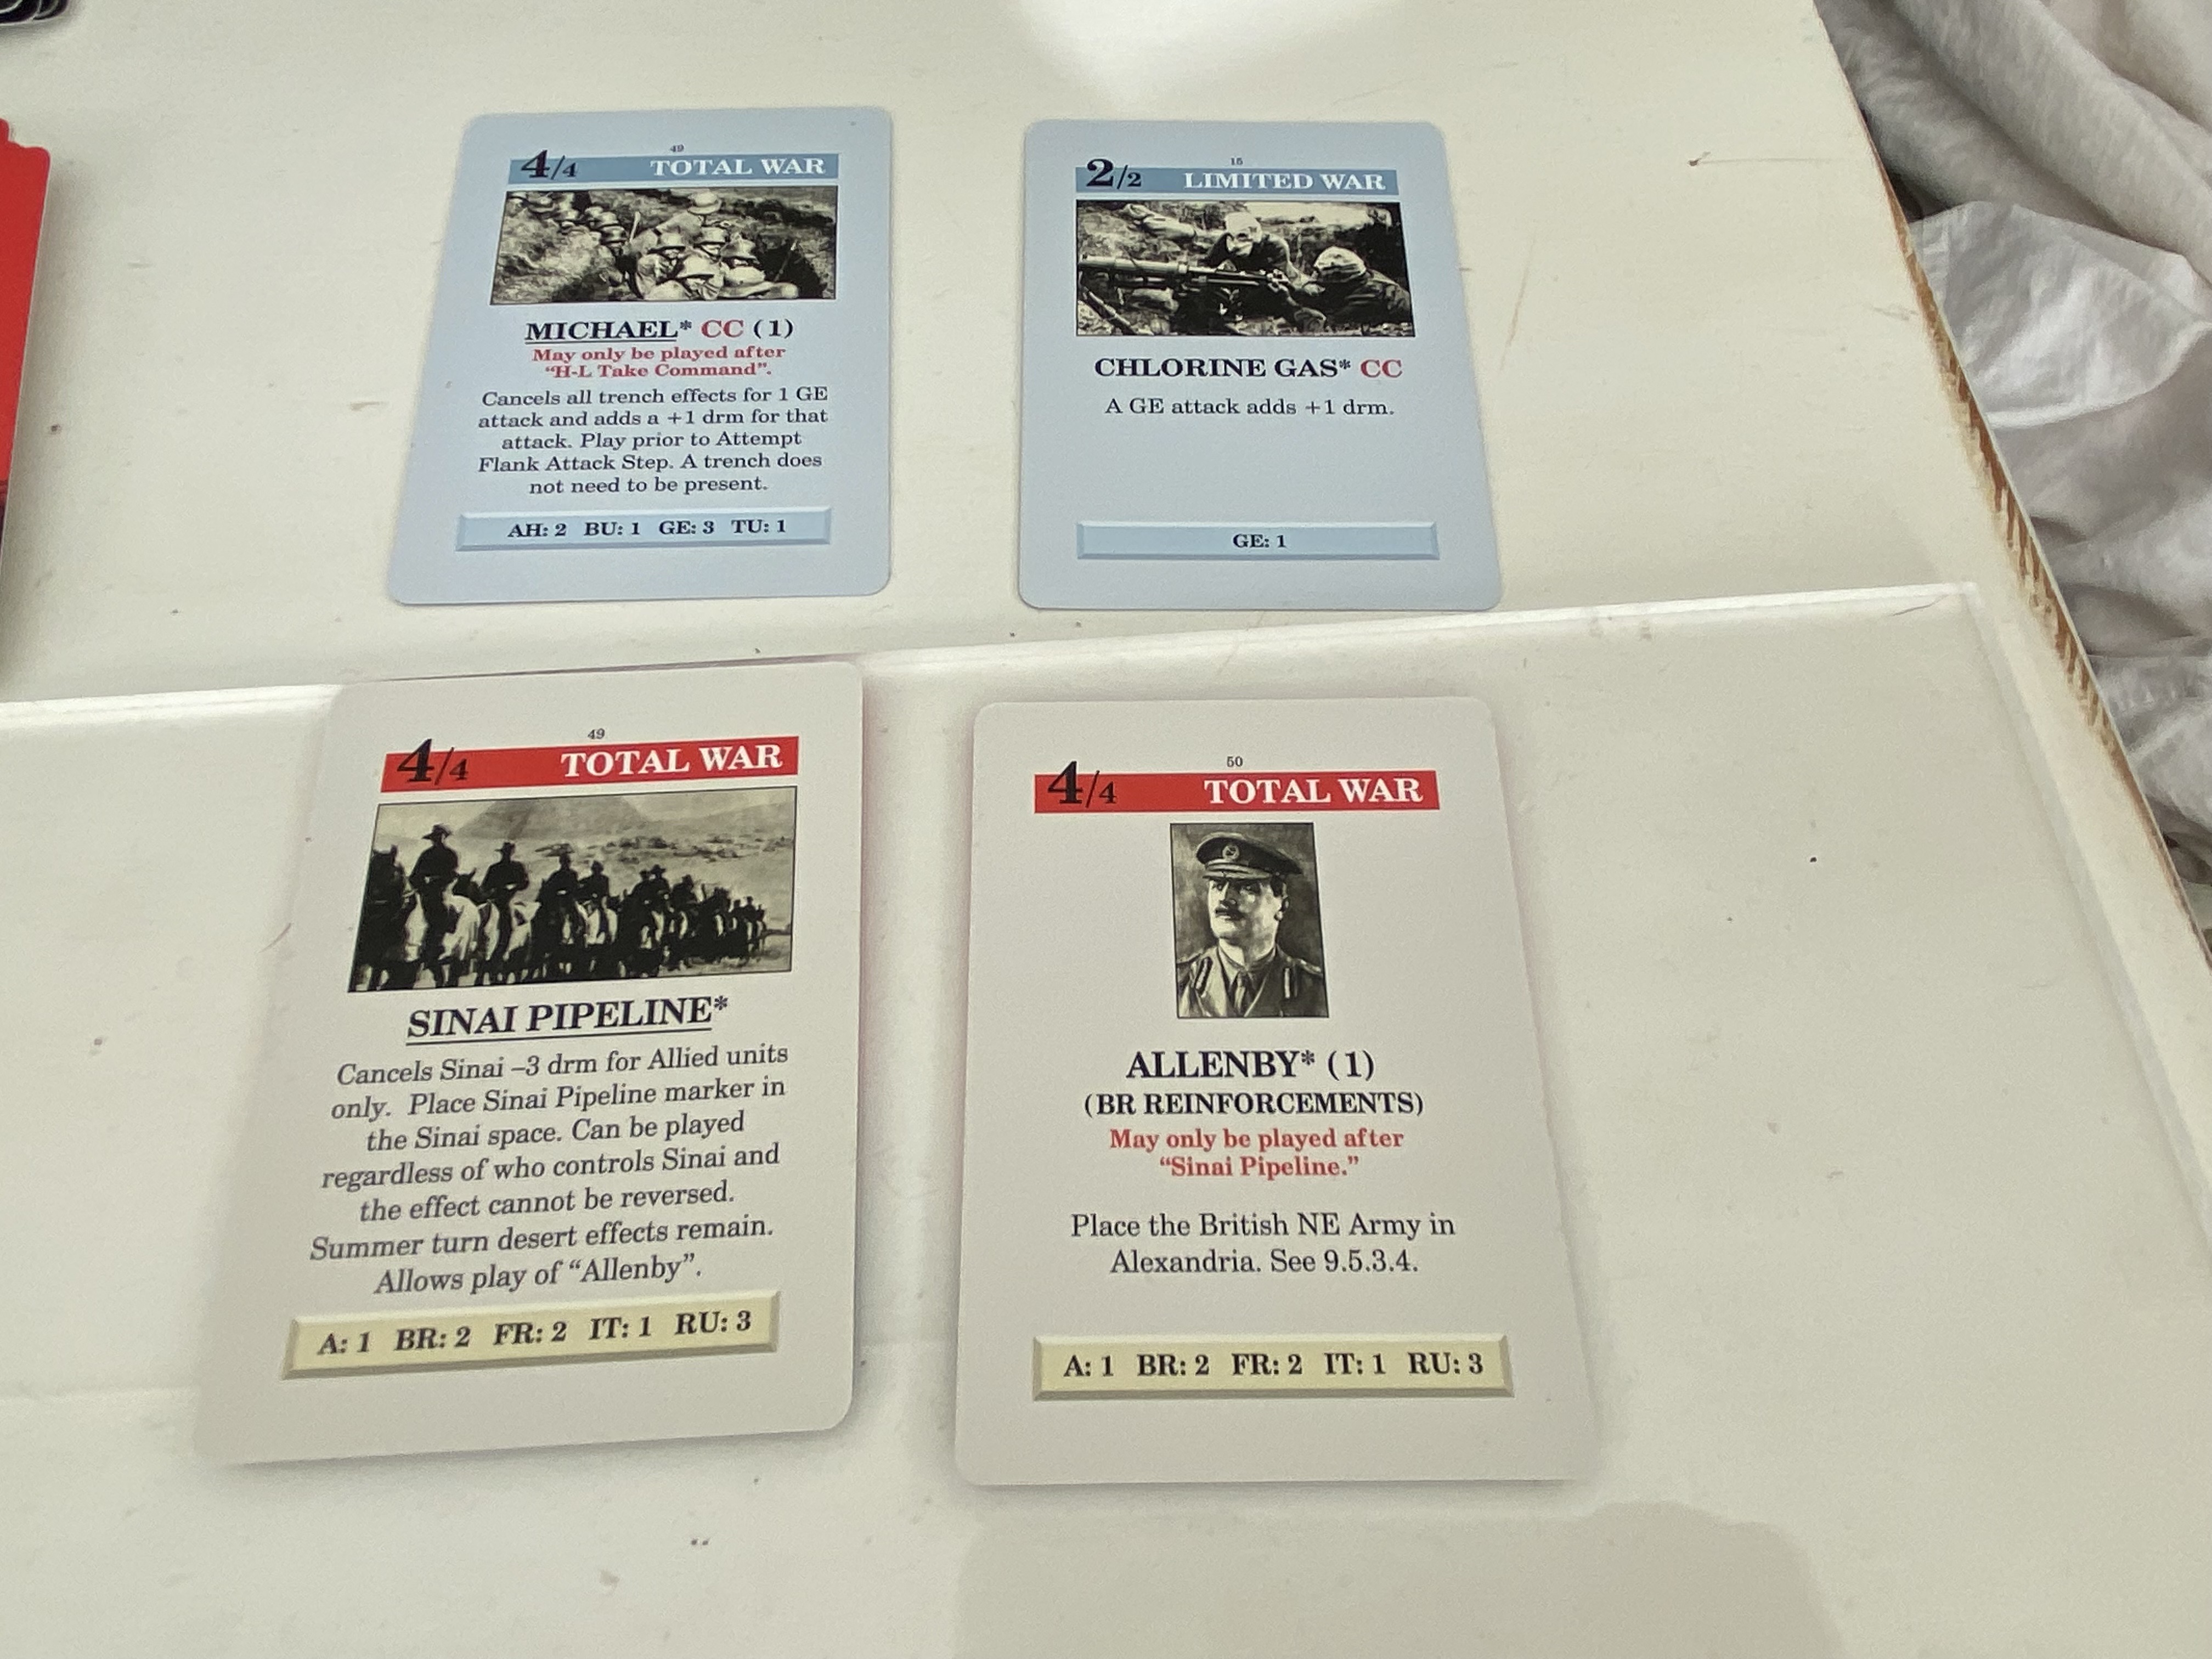 49
4/4 TOTAL WAR
MICHAEL* CC (1)
May only be played after
“H-L Take Command”.
Cancels all trench effects for 1 GE
attack and adds a +1 drm for that
attack. Play prior to Attempt
Flank Attack Step. A trench does
not need to be present.
AH: 2 BU: 1 GE: 3 TU: 1
15
2/2 LIMITED WAR
CHLORINE GAS* CC
A GE attack adds +1 drm.
GE: 1
49
4/4 TOTAL WAR
SINAI PIPELINE*
Cancels Sinai –3 drm for Allied units
only. Place Sinai Pipeline marker in
the Sinai space. Can be played
regardless of who controls Sinai and
the effect cannot be reversed.
Summer turn desert effects remain.
Allows play of “Allenby”.
A: 1 BR: 2 FR: 2 IT: 1 RU: 3
50
4/4 TOTAL WAR
ALLENBY* (1)
(BR REINFORCEMENTS)
May only be played after
“Sinai Pipeline.”
Place the British NE Army in
Alexandria. See 9.5.3.4.
A: 1 BR: 2 FR: 2 IT: 1 RU: 3